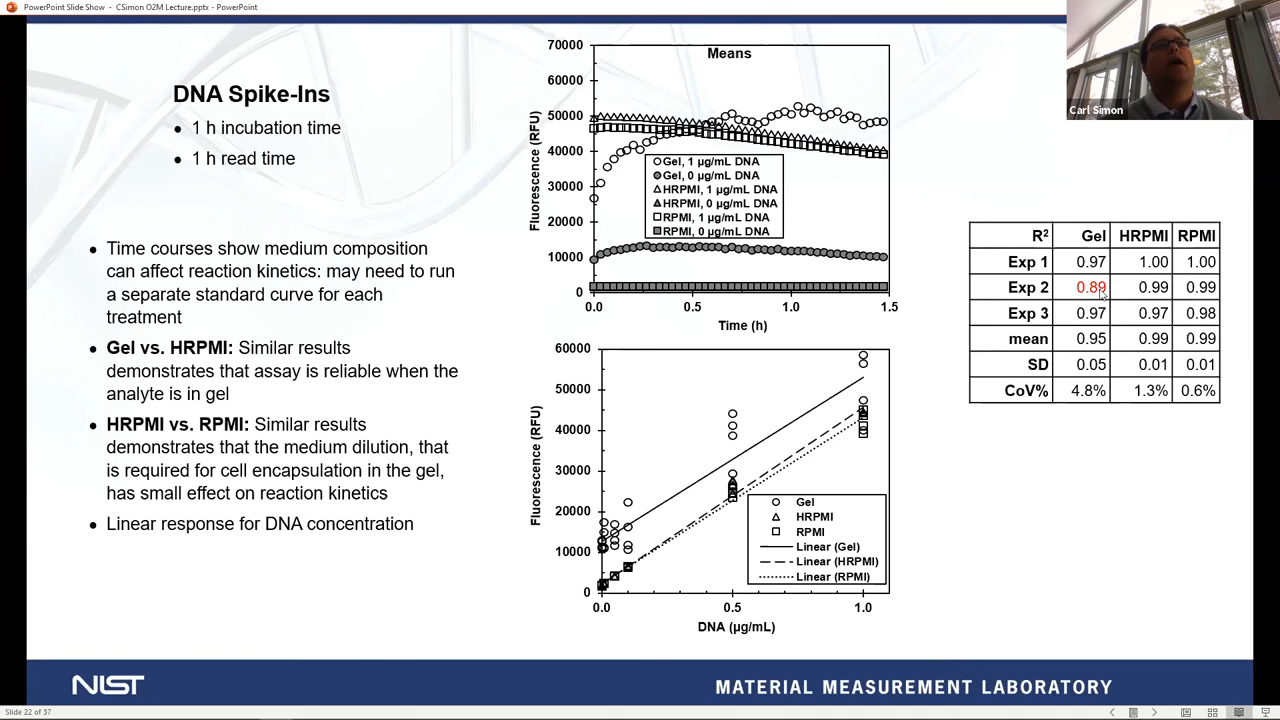 PowerPoint Slide Show - CSimon O2M Lecture.pptx - PowerPoint
Carl Simon
DNA Spike-Ins
• 1 h incubation time
• 1 h read time
• Time courses show medium composition
can affect reaction kinetics: may need to run
a separate standard curve for each
treatment
• Gel vs. HRPMI: Similar results
demonstrates that assay is reliable when the
analyte is in gel
• HRPMI vs. RPMI: Similar results
demonstrates that the medium dilution, that
is required for cell encapsulation in the gel,
has small effect on reaction kinetics
• Linear response for DNA concentration
Means
Fluorescence (RFU)
70000
60000
50000
40000
30000
20000
10000
0
Gel, 1 µg/mL DNA
Gel, 0 µg/mL DNA
HRPMI, 1 µg/mL DNA
HRPMI, 0 µg/mL DNA
RPMI, 1 µg/mL DNA
RPMI, 0 µg/mL DNA
0.0 0.5 1.0 1.5
Time (h)
Fluorescence (RFU)
60000
50000
40000
30000
20000
10000
0
Gel
HRPMI
RPMI
Linear (Gel)
Linear (HRPMI)
Linear (RPMI)
0.0 0.5 1.0
DNA (µg/mL)
R² Gel HRPMI RPMI
Exp 1 0.97 1.00 1.00
Exp 2 0.89 0.99 0.99
Exp 3 0.97 0.97 0.98
mean 0.95 0.99 0.99
SD 0.05 0.01 0.01
CoV% 4.8% 1.3% 0.6%
NIST
MATERIAL MEASUREMENT LABORATORY
Slide 22 of 37